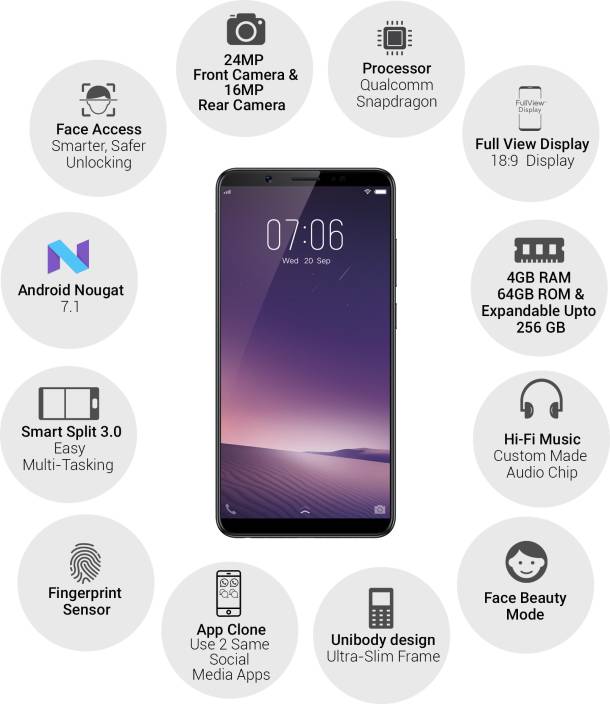 24MP
Front Camera &
16MP
Rear Camera
Processor
Qualcomm
Snapdragon
Face Access
Smarter, Safer
Unlocking
FullView™
Display
Full View Display
18:9 Display
07:06
Wed 20 Sep
Android Nougat
7.1
4GB RAM
64GB ROM &
Expandable Upto
256 GB
Smart Split 3.0
Easy
Multi-Tasking
Hi-Fi Music
Custom Made
Audio Chip
Fingerprint
Sensor
Face Beauty
Mode
App Clone
Use 2 Same
Social
Media Apps
Unibody design
Ultra-Slim Frame